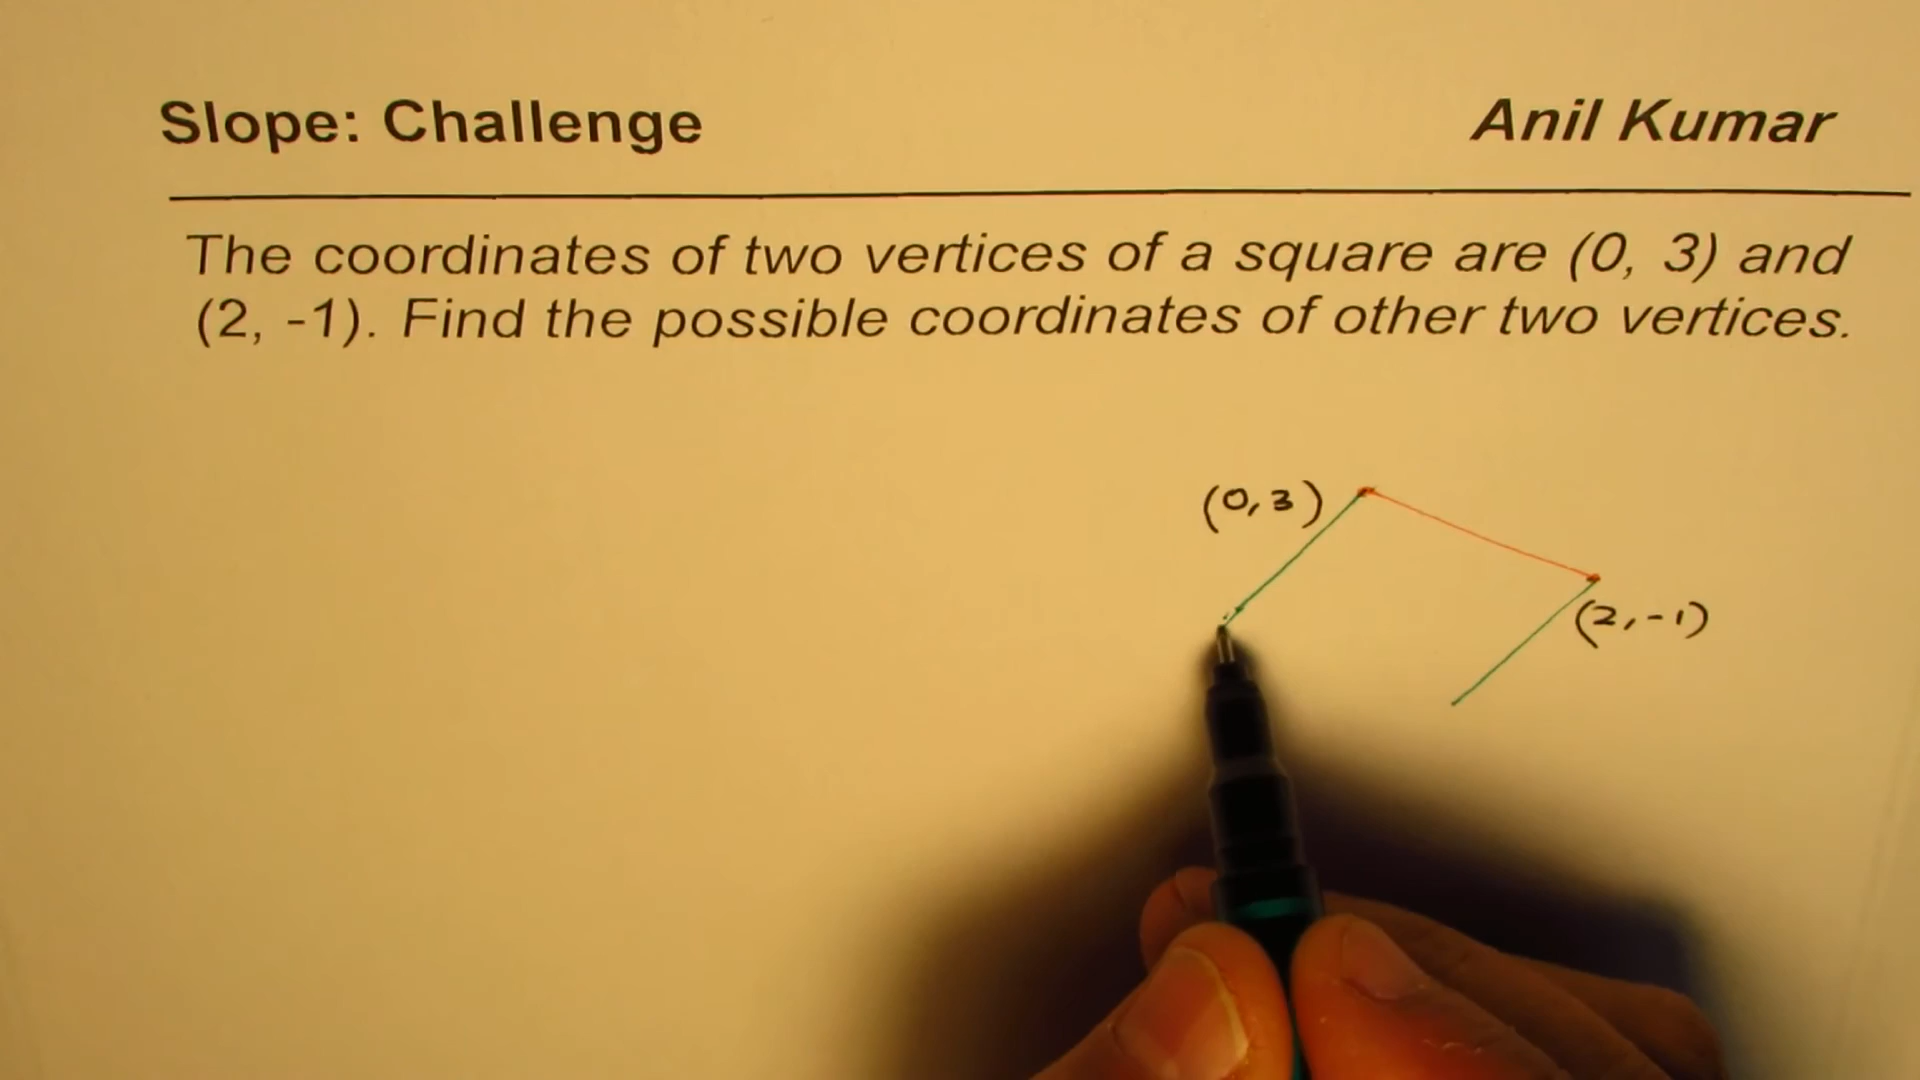 Slope: Challenge
Anil Kumar
The coordinates of two vertices of a square are (0, 3) and
(2, -1). Find the possible coordinates of other two vertices.
(0, 3)
(2, -1)